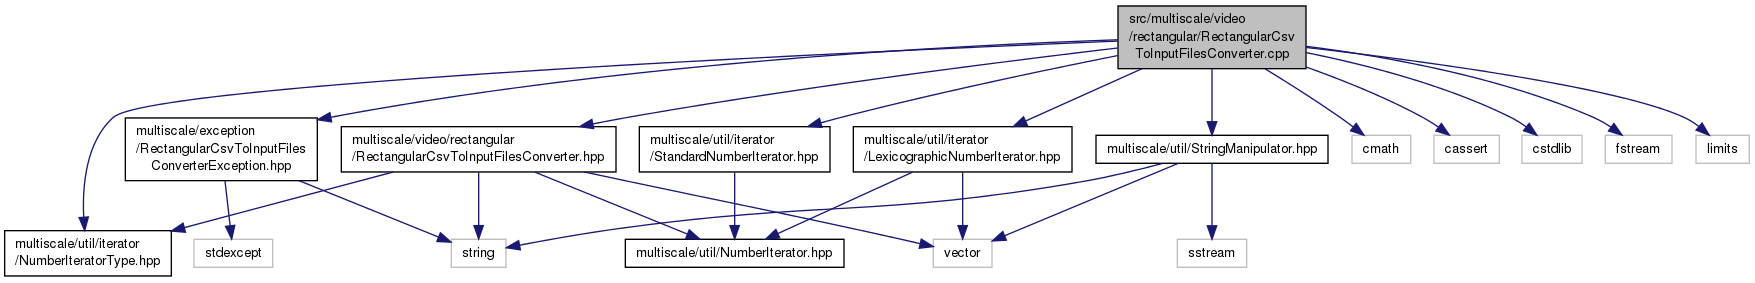 src/multiscale/video
/rectangular/RectangularCsv
ToInputFilesConverter.cpp
multiscale/exception
/RectangularCsvToInputFiles
ConverterException.hpp
multiscale/video/rectangular
/RectangularCsvToInputFilesConverter.hpp
multiscale/util/iterator
/StandardNumberIterator.hpp
multiscale/util/iterator
/LexicographicNumberIterator.hpp
multiscale/util/StringManipulator.hpp
cmath
cassert
cstdlib
fstream
limits
multiscale/util/iterator
/NumberIteratorType.hpp
stdexcept
string
multiscale/util/NumberIterator.hpp
vector
sstream